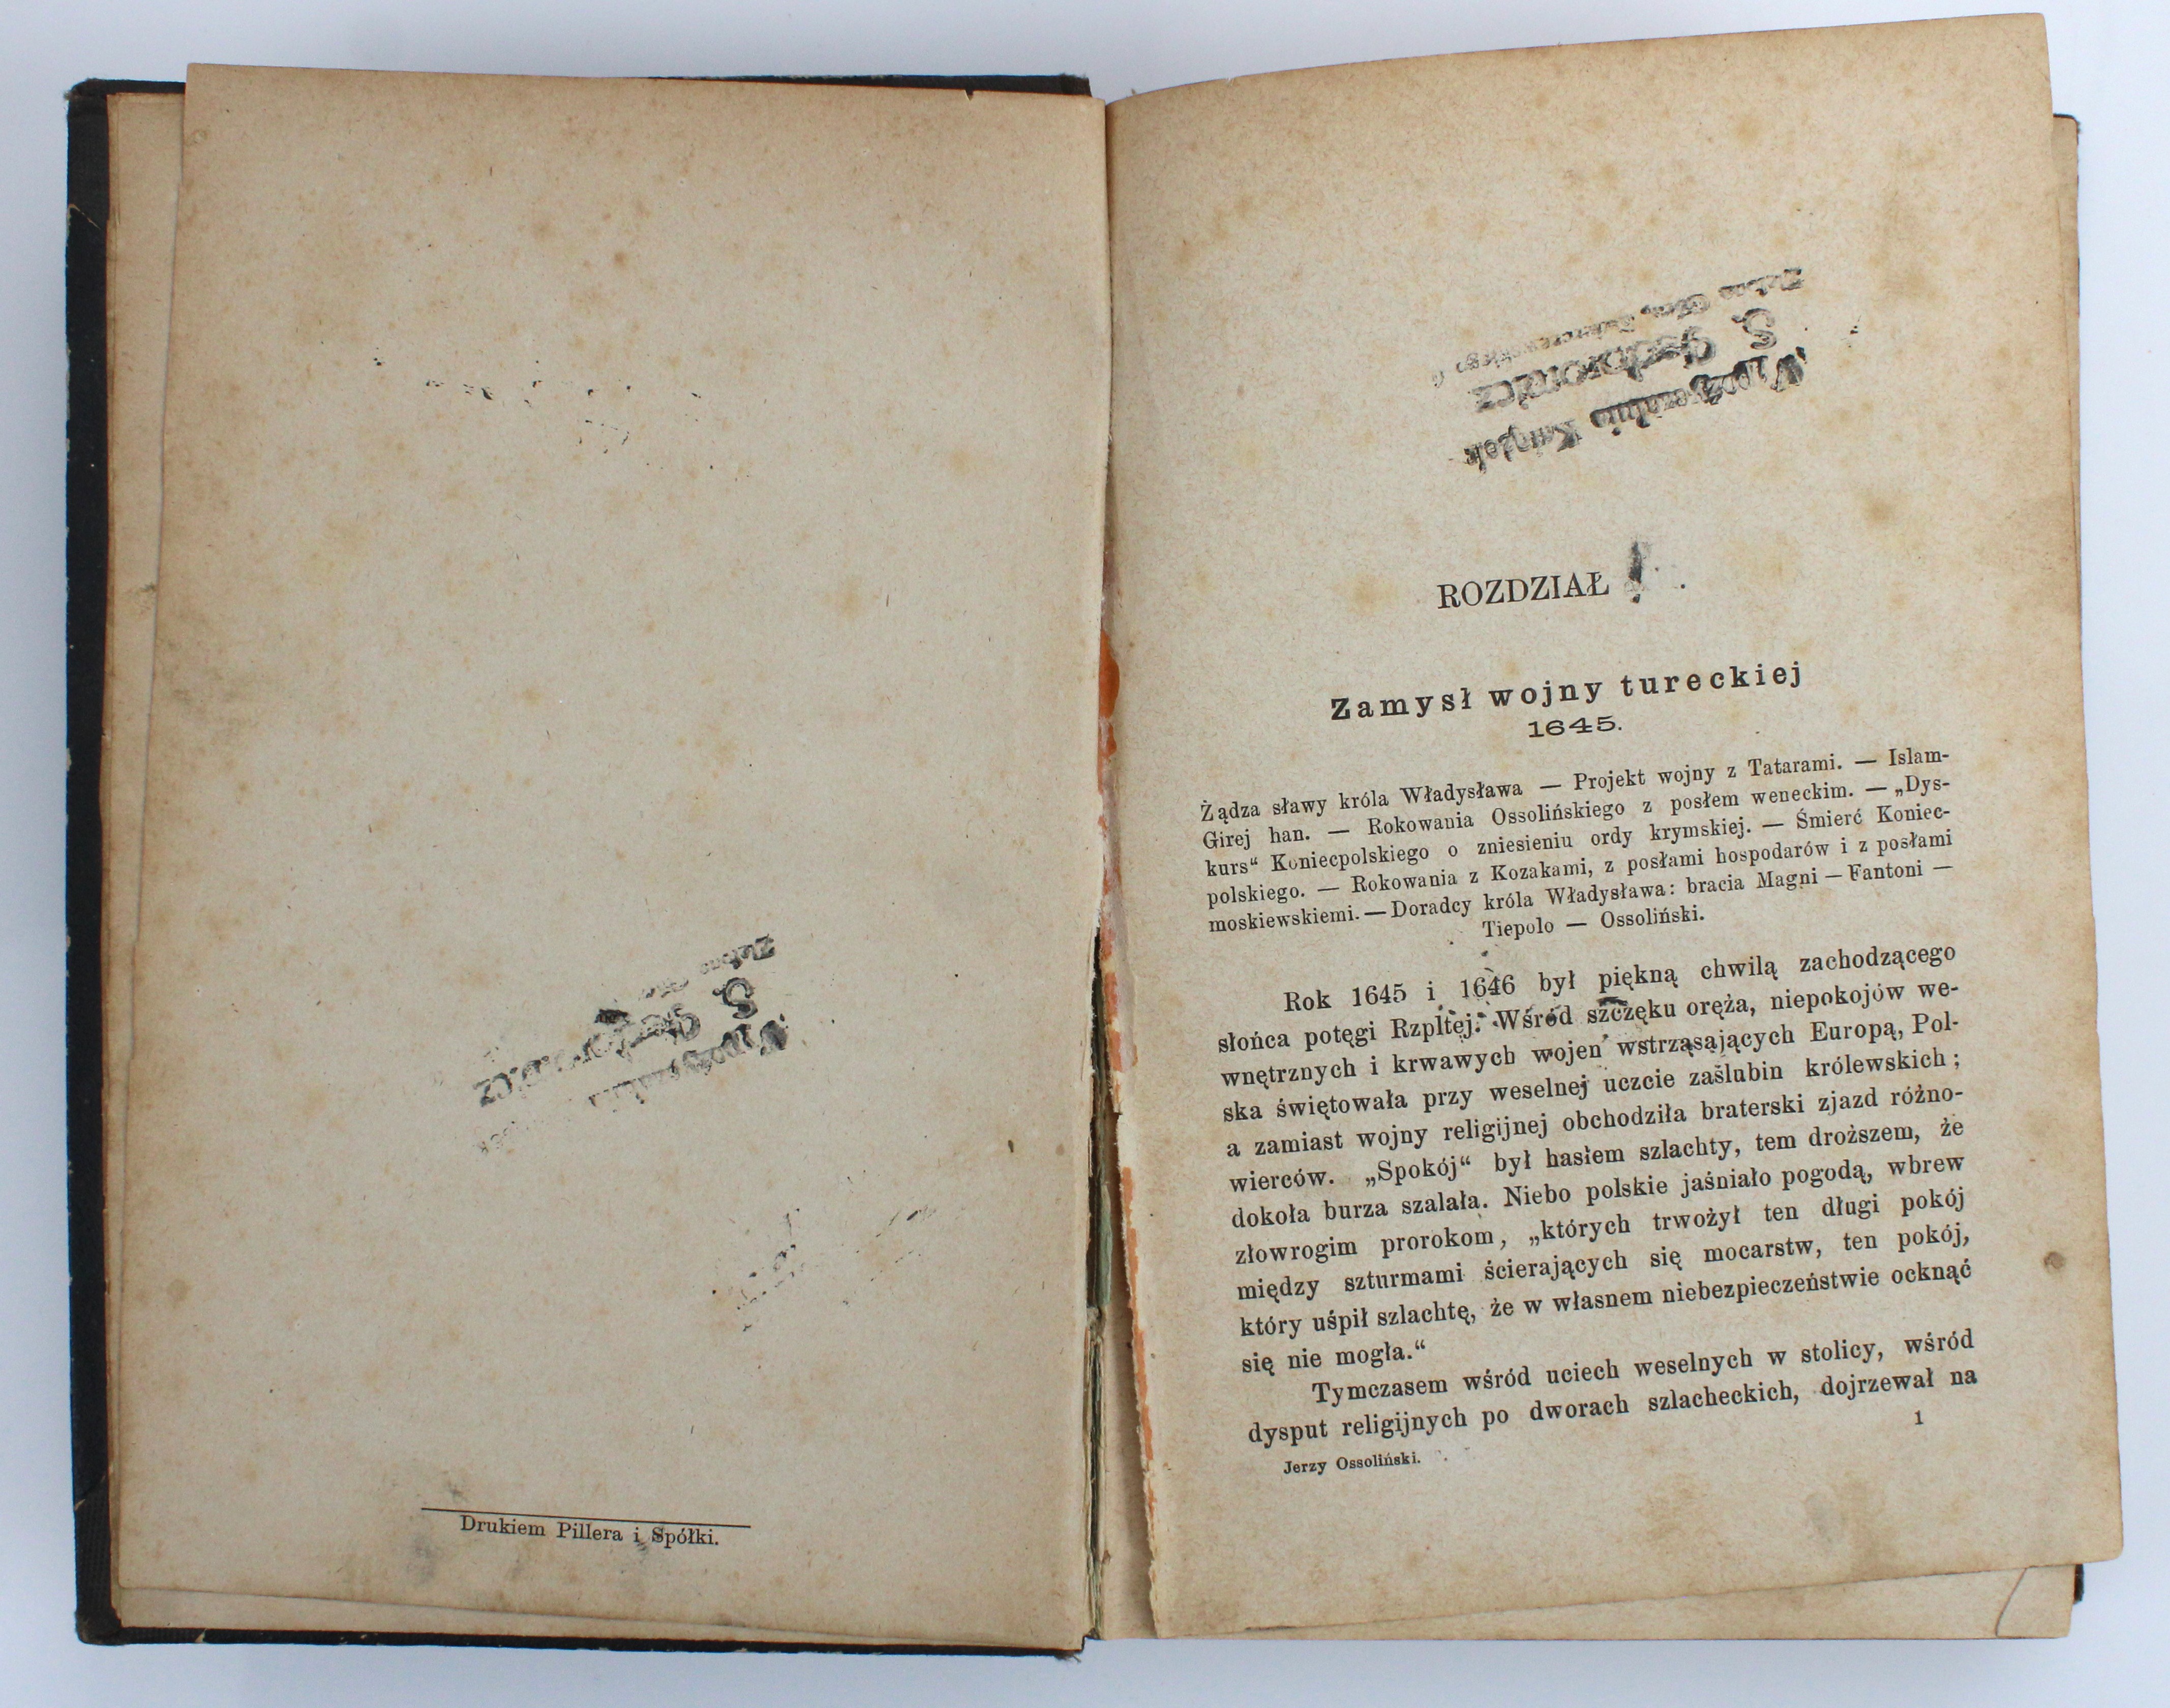 Drukiem Pillera i Spółki.
Wypożyczalnia Książek
S.
ROZDZIAŁ
Zamysł wojny tureckiej
1645.
Żądza sławy króla Władysława — Projekt wojny z Tatarami. — Islam-
Girej han. — Rokowania Ossolińskiego z posłem weneckim. — „Dys-
kurs“ Koniecpolskiego o zniesieniu ordy krymskiej. — Śmierć Koniec-
polskiego. — Rokowania z Kozakami, z posłami hospodarów i z posłami
moskiewskiemi. — Doradcy króla Władysława: bracia Magni — Fantoni —
Tiepolo — Ossoliński.
Rok 1645 i 1646 był piękną chwilą zachodzącego
słońca potęgi Rzpltej. Wśród szczęku oręża, niepokojów we-
wnętrznych i krwawych wojen wstrząsających Europą, Pol-
ska świętowała przy weselnej uczcie zaślubin królewskich;
a zamiast wojny religijnej obchodziła braterski zjazd różno-
wierców. „Spokój“ był hasłem szlachty, tem droższem, że
dokoła burza szalała. Niebo polskie jaśniało pogodą, wbrew
złowrogim prorokom, „których trwożył ten długi pokój
między szturmami ścierających się mocarstw, ten pokój,
który uśpił szlachtę, że w własnem niebezpieczeństwie ocknąć
się nie mogła.“
Tymczasem wśród uciech weselnych w stolicy, wśród
dysput religijnych po dworach szlacheckich, dojrzewał na
Jerzy Ossoliński.
1